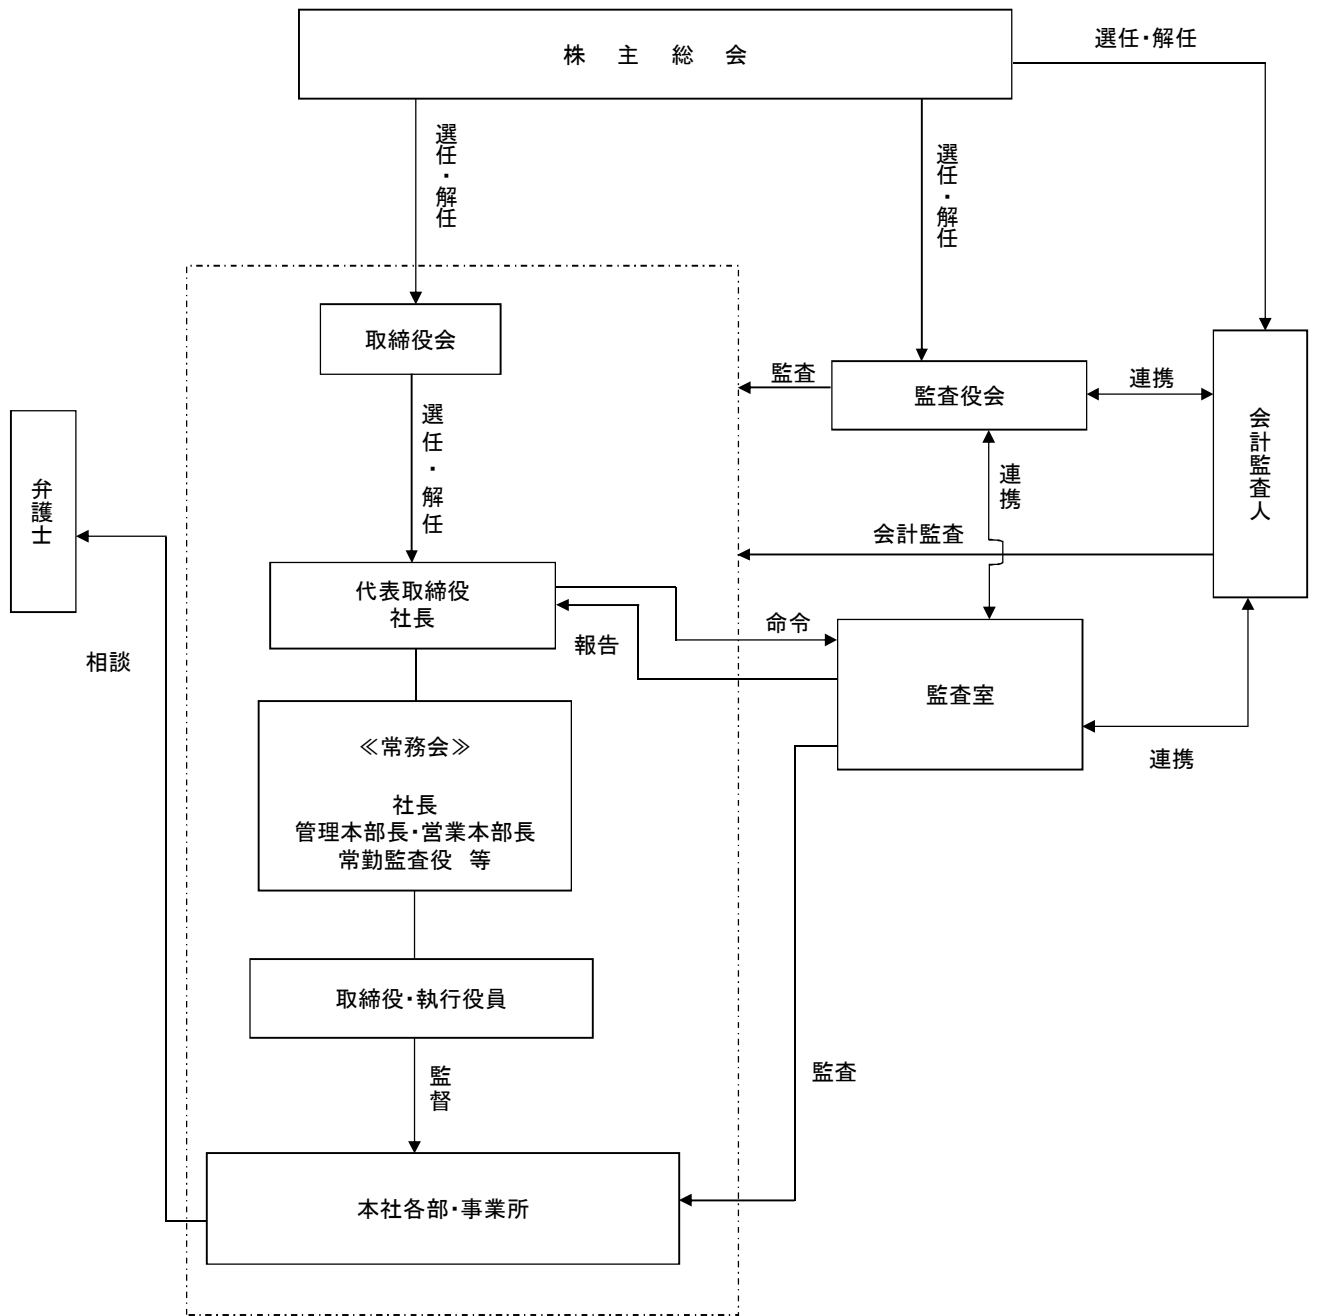 株主総会
選任・解任
選任・解任
選任・解任
取締役会
監査
監査役会
連携
会計監査人
選任・解任
連携
弁護士
会計監査
代表取締役
社長
命令
報告
相談
監査室
連携
≪常務会≫
社長
管理本部長・営業本部長
常勤監査役 等
取締役・執行役員
監督
監査
本社各部・事業所